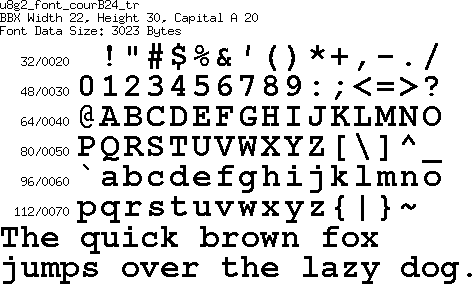 u8g2_font_courB24_tr
BBX Width 22, Height 30, Capital A 20
Font Data Size: 3023 Bytes
32/0020 !"#$%&'()*+,-./
48/0030 0123456789:;<=>?
64/0040 @ABCDEFGHIJKLMNO
80/0050 PQRSTUVWXYZ[\]^_
96/0060 `abcdefghijklmno
112/0070 pqrstuvwxyz{|}~
The quick brown fox
jumps over the lazy dog.